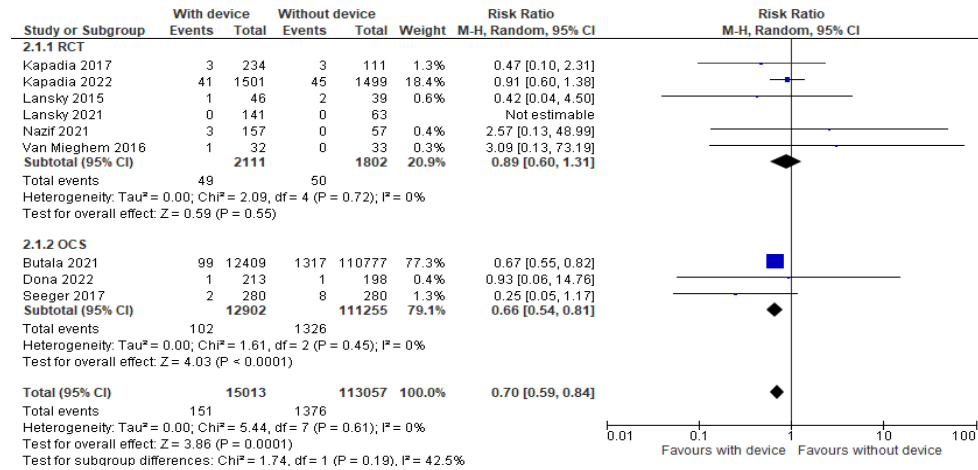 With device Without device Risk Ratio Risk Ratio
Study or Subgroup Events Total Events Total Weight M-H, Random, 95% CI M-H, Random, 95% CI
2.1.1 RCT
Kapadia 2017 3 234 3 111 1.3% 0.47 [0.10, 2.31]
Kapadia 2022 41 1501 45 1499 18.4% 0.91 [0.60, 1.38]
Lansky 2015 1 46 2 39 0.6% 0.42 [0.04, 4.50]
Lansky 2021 0 141 0 63 Not estimable
Nazif 2021 3 157 0 57 0.4% 2.57 [0.13, 48.99]
Van Mieghem 2016 1 32 0 33 0.3% 3.09 [0.13, 73.19]
Subtotal (95% CI) 2111 1802 20.9% 0.89 [0.60, 1.31]
Total events 49 50
Heterogeneity: Tau² = 0.00; Chi² = 2.09, df = 4 (P = 0.72); I² = 0%
Test for overall effect: Z = 0.59 (P = 0.55)
2.1.2 OCS
Butala 2021 99 12409 1317 110777 77.3% 0.67 [0.55, 0.82]
Dona 2022 1 213 1 198 0.4% 0.93 [0.06, 14.76]
Seeger 2017 2 280 8 280 1.3% 0.25 [0.05, 1.17]
Subtotal (95% CI) 12902 111255 79.1% 0.66 [0.54, 0.81]
Total events 102 1326
Heterogeneity: Tau² = 0.00; Chi² = 1.61, df = 2 (P = 0.45); I² = 0%
Test for overall effect: Z = 4.03 (P < 0.0001)
Total (95% CI) 15013 113057 100.0% 0.70 [0.59, 0.84]
Total events 151 1376
Heterogeneity: Tau² = 0.00; Chi² = 5.44, df = 7 (P = 0.61); I² = 0%
Test for overall effect: Z = 3.86 (P = 0.0001)
Test for subgroup differences: Chi² = 1.74, df = 1 (P = 0.19), I² = 42.5%
0.01 0.1 1 10 100
Favours with device Favours without device